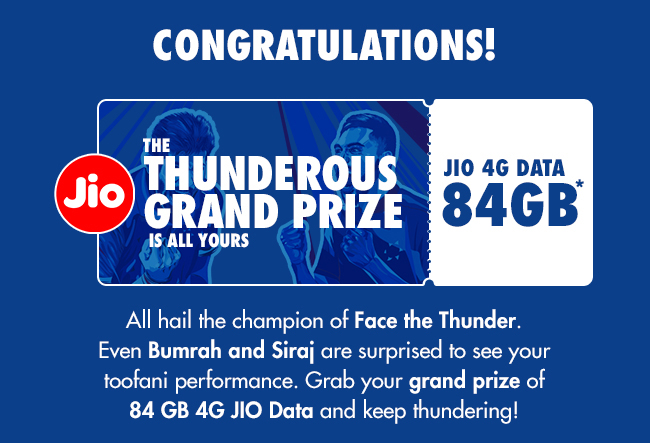 CONGRATULATIONS!
THE
THUNDEROUS
GRAND PRIZE
IS ALL YOURS
Jio
JIO 4G DATA
84GB*
All hail the champion of Face the Thunder.
Even Bumrah and Siraj are surprised to see your
toofani performance. Grab your grand prize of
84 GB 4G JIO Data and keep thundering!